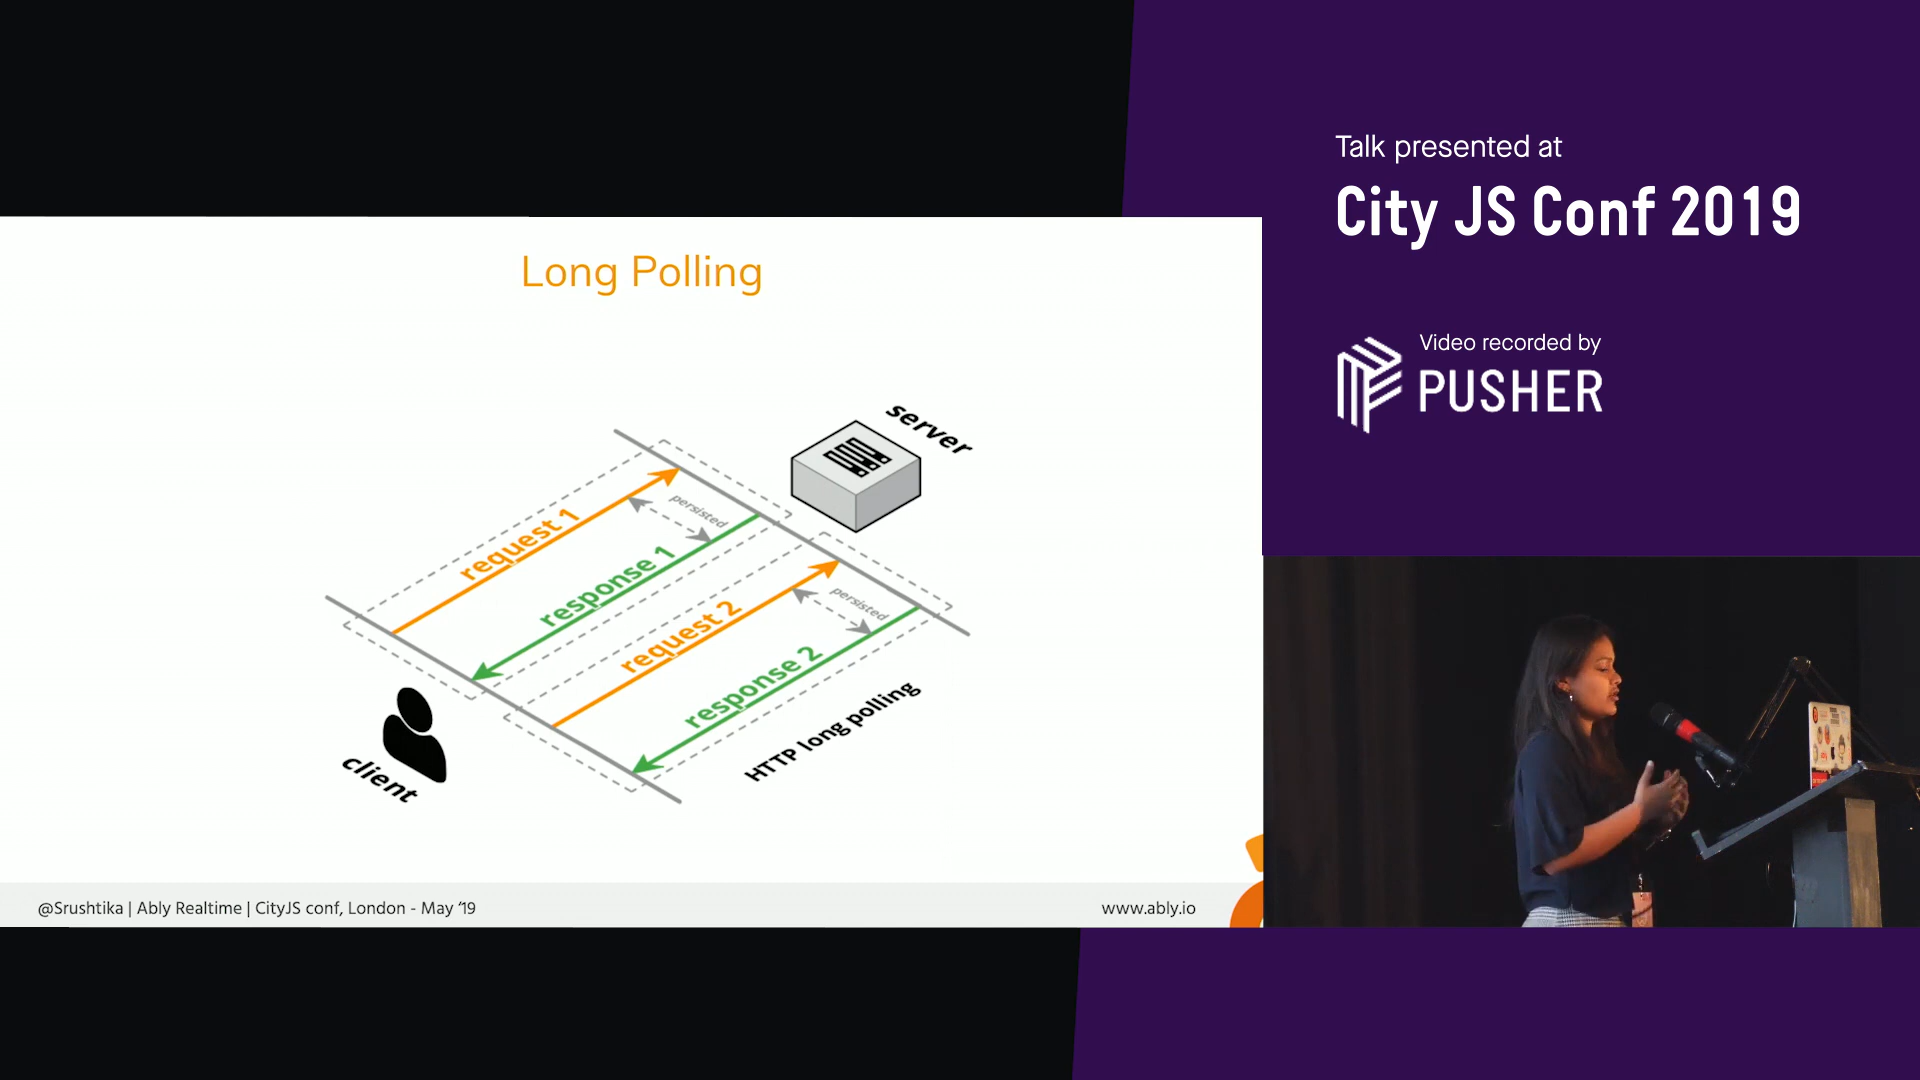 Talk presented at
City JS Conf 2019
Video recorded by
PUSHER
Long Polling
server
request 1
persisted
response 1
request 2
persisted
response 2
HTTP long polling
client
@Srushtika | Ably Realtime | CityJS conf, London - May ‘19
www.ably.io